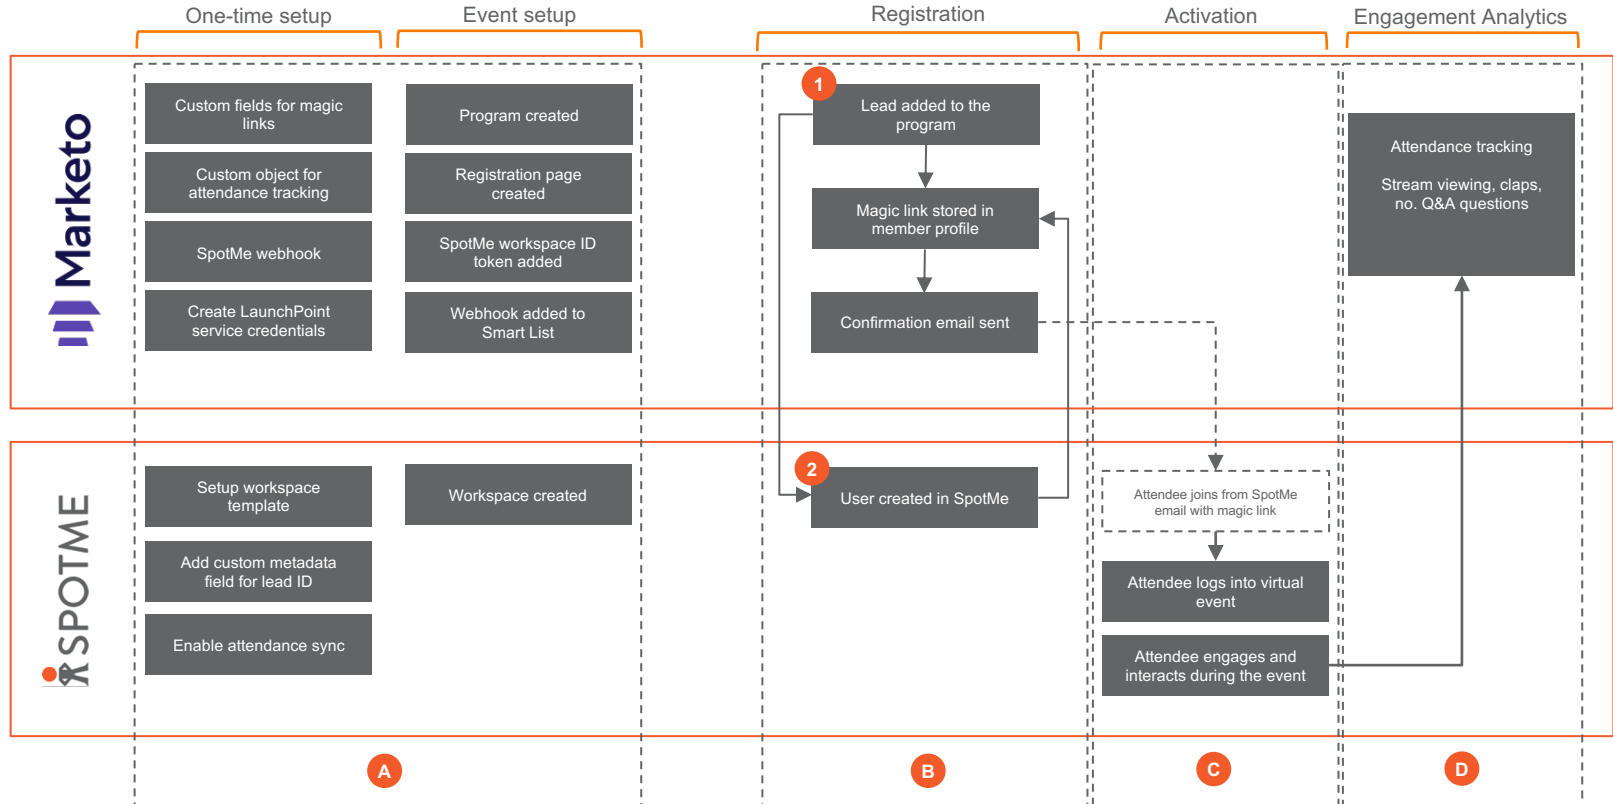 One-time setup
Event setup
Registration
Activation
Engagement Analytics
Marketo
Custom fields for magic
links
Custom object for
attendance tracking
SpotMe webhook
Create LaunchPoint
service credentials
Program created
Registration page
created
SpotMe workspace ID
token added
Webhook added to
Smart List
1
Lead added to the
program
Magic link stored in
member profile
Confirmation email sent
Attendance tracking
Stream viewing, claps,
no. Q&A questions
SPOTME
Setup workspace
template
Add custom metadata
field for lead ID
Enable attendance sync
Workspace created
2
User created in SpotMe
Attendee joins from SpotMe
email with magic link
Attendee logs into virtual
event
Attendee engages and
interacts during the event
A
B
C
D